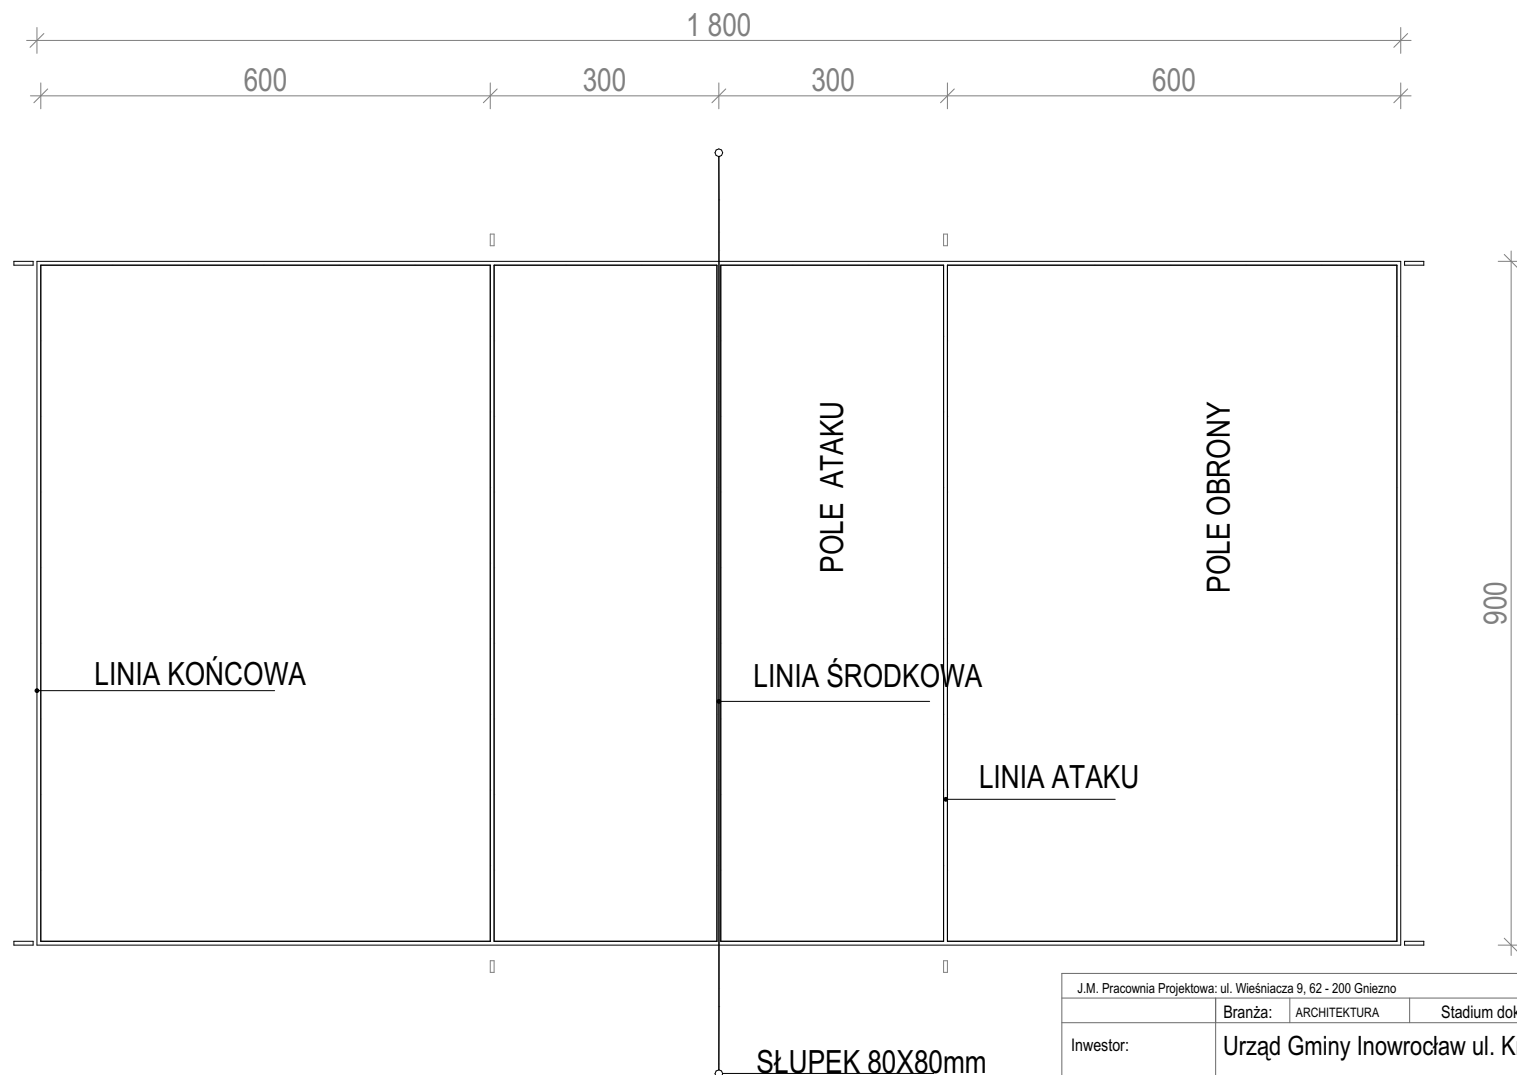 1 800
600
300
300
600
POLE ATAKU
POLE OBRONY
900
LINIA KOŃCOWA
LINIA ŚRODKOWA
LINIA ATAKU
SŁUPEK 80X80mm
J.M. Pracownia Projektowa: ul. Wieśniacza 9, 62 - 200 Gniezno
Branża: ARCHITEKTURA Stadium
Inwestor: Urząd Gminy Inowrocław ul.